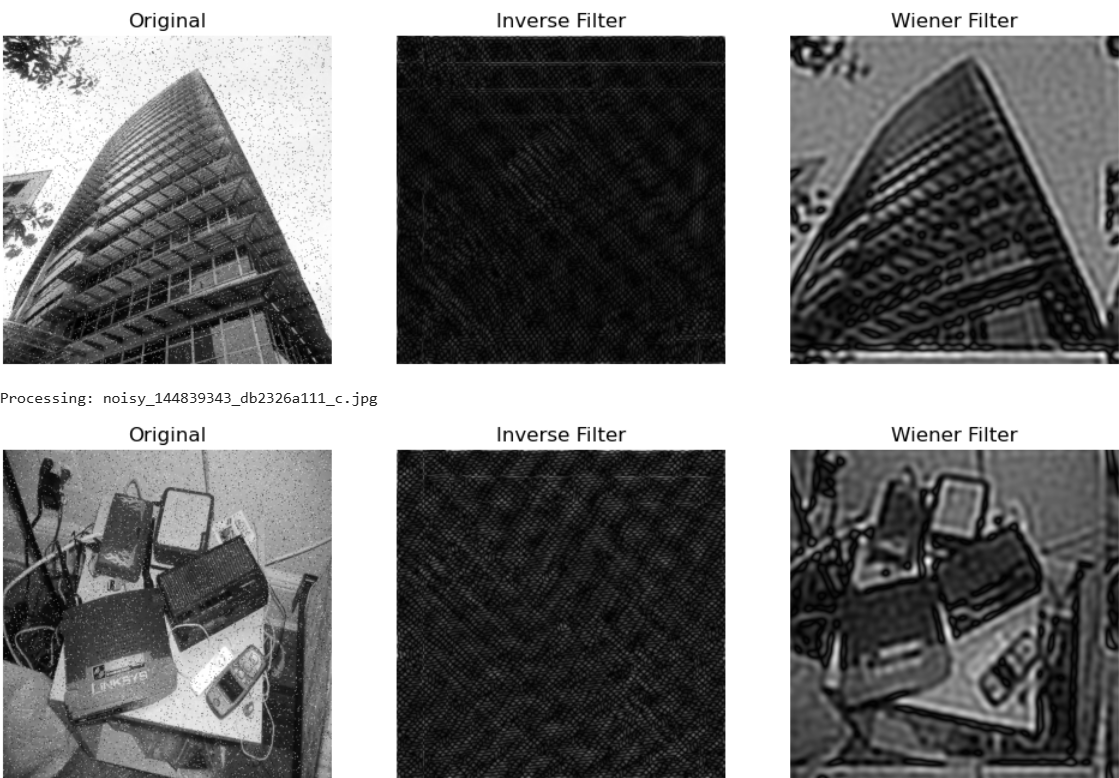 Original Inverse Filter Wiener Filter
Processing: noisy_144839343_db2326a111_c.jpg
Original Inverse Filter Wiener Filter
LINKSYS